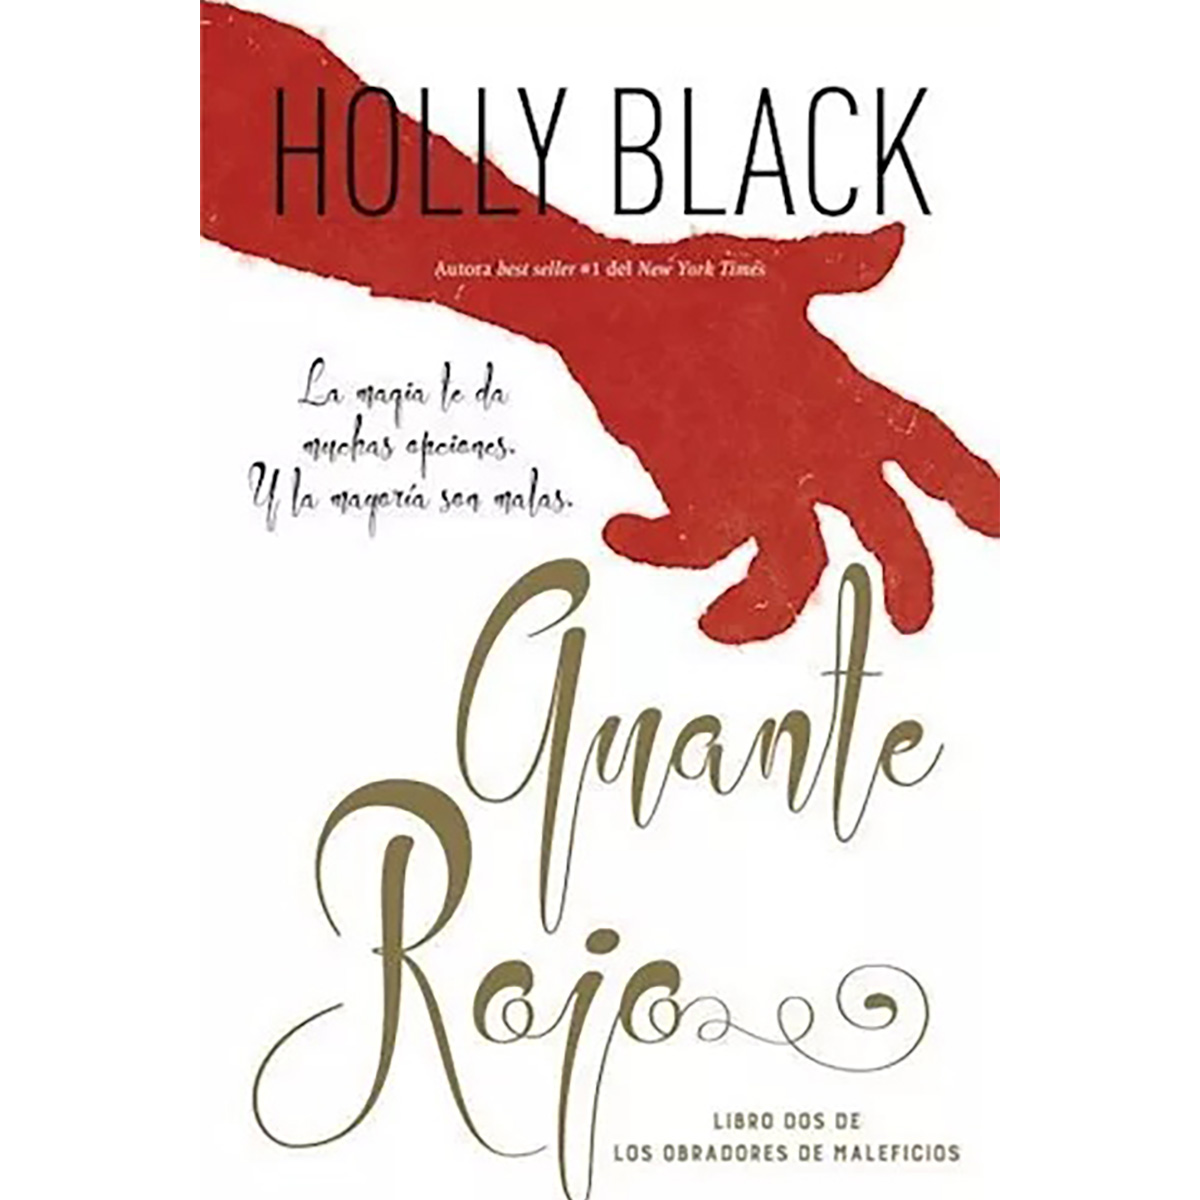 HOLLY BLACK
Autora best seller #1 del New York Times
La magia te da
muchas opciones.
Y la mayoría son malas.
Guante
Rojo
LIBRO DOS DE
LOS OBRADORES DE MALEFICIOS